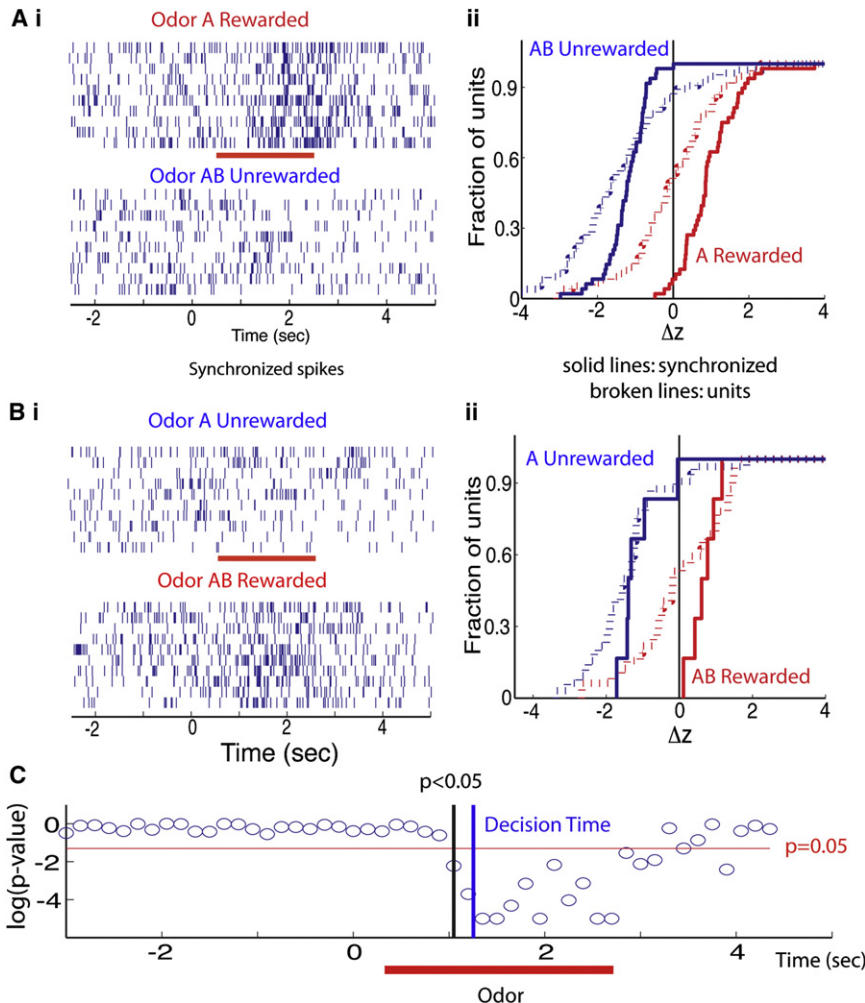 A i
Odor A Rewarded
Odor AB Unrewarded
-2 0 2 4
Time (sec)
Synchronized spikes
ii
AB Unrewarded
A Rewarded
Fraction of units
0.9
0.6
0.3
0
-4 -2 0 2 4
Δz
solid lines: synchronized
broken lines: units
B i
Odor A Unrewarded
Odor AB Rewarded
-2 0 2 4
Time (sec)
ii
A Unrewarded
AB Rewarded
Fraction of units
0.9
0.6
0.3
0
-4 -2 0 2 4
Δz
C
p<0.05
Decision Time
p=0.05
log(p-value)
0
-2
-4
-2 0 2 4 Time (sec)
Odor